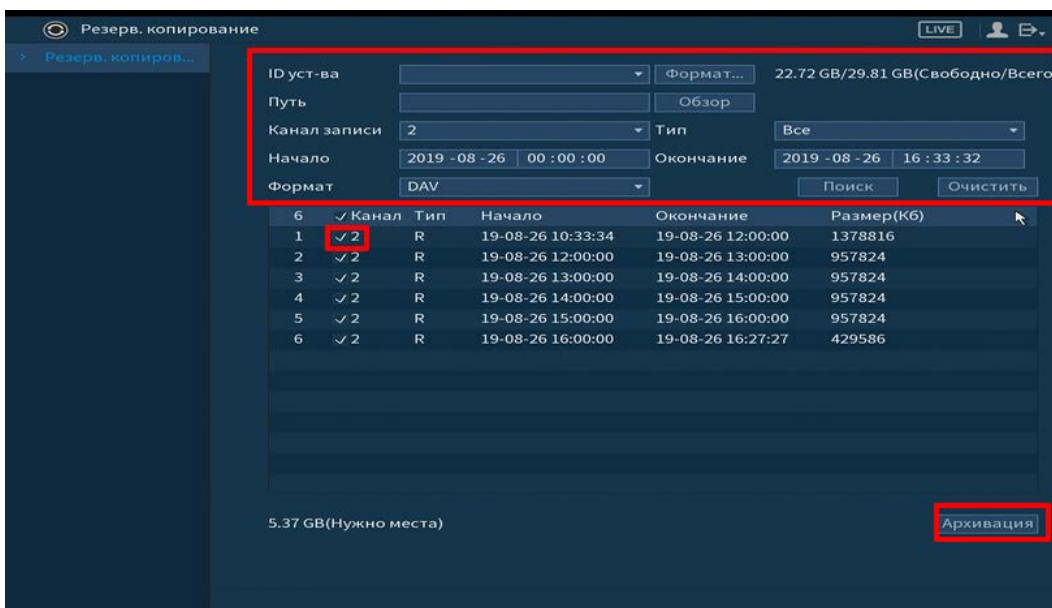 Резерв. копирование LIVE
Резерв. копиров...
ID уст-ва Формат... 22.72 GB/29.81 GB(Свободно/Всего
Путь Обзор
Канал записи 2 Тип Все
Начало 2019 -08 -26 00 :00 :00 Окончание 2019 -08 -26 16 :33 :32
Формат DAV Поиск Очистить
6 Канал Тип Начало Окончание Размер(Кб)
1 2 R 19-08-26 10:33:34 19-08-26 12:00:00 1378816
2 2 R 19-08-26 12:00:00 19-08-26 13:00:00 957824
3 2 R 19-08-26 13:00:00 19-08-26 14:00:00 957824
4 2 R 19-08-26 14:00:00 19-08-26 15:00:00 957824
5 2 R 19-08-26 15:00:00 19-08-26 16:00:00 957824
6 2 R 19-08-26 16:00:00 19-08-26 16:27:27 429586
5.37 GB(Нужно места) Архивация